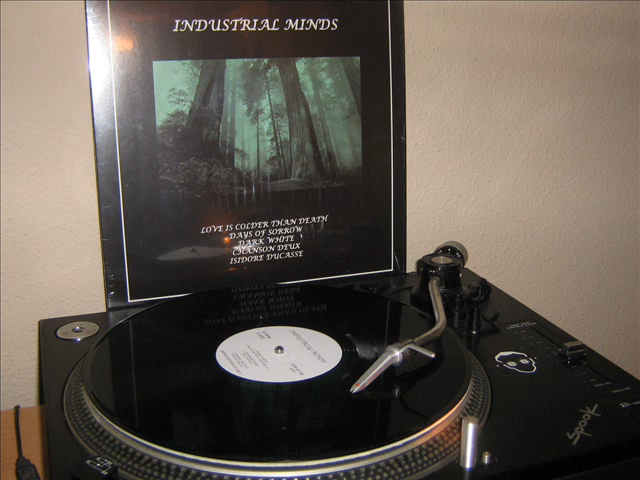 INDUSTRIAL MINDS
LOVE IS COLDER THAN DEATH
DAYS OF SORROW
DARK WHITE
CHANSON DEUX
ISIDORE DUCASSE
INDUSTRIAL MINDS
spook